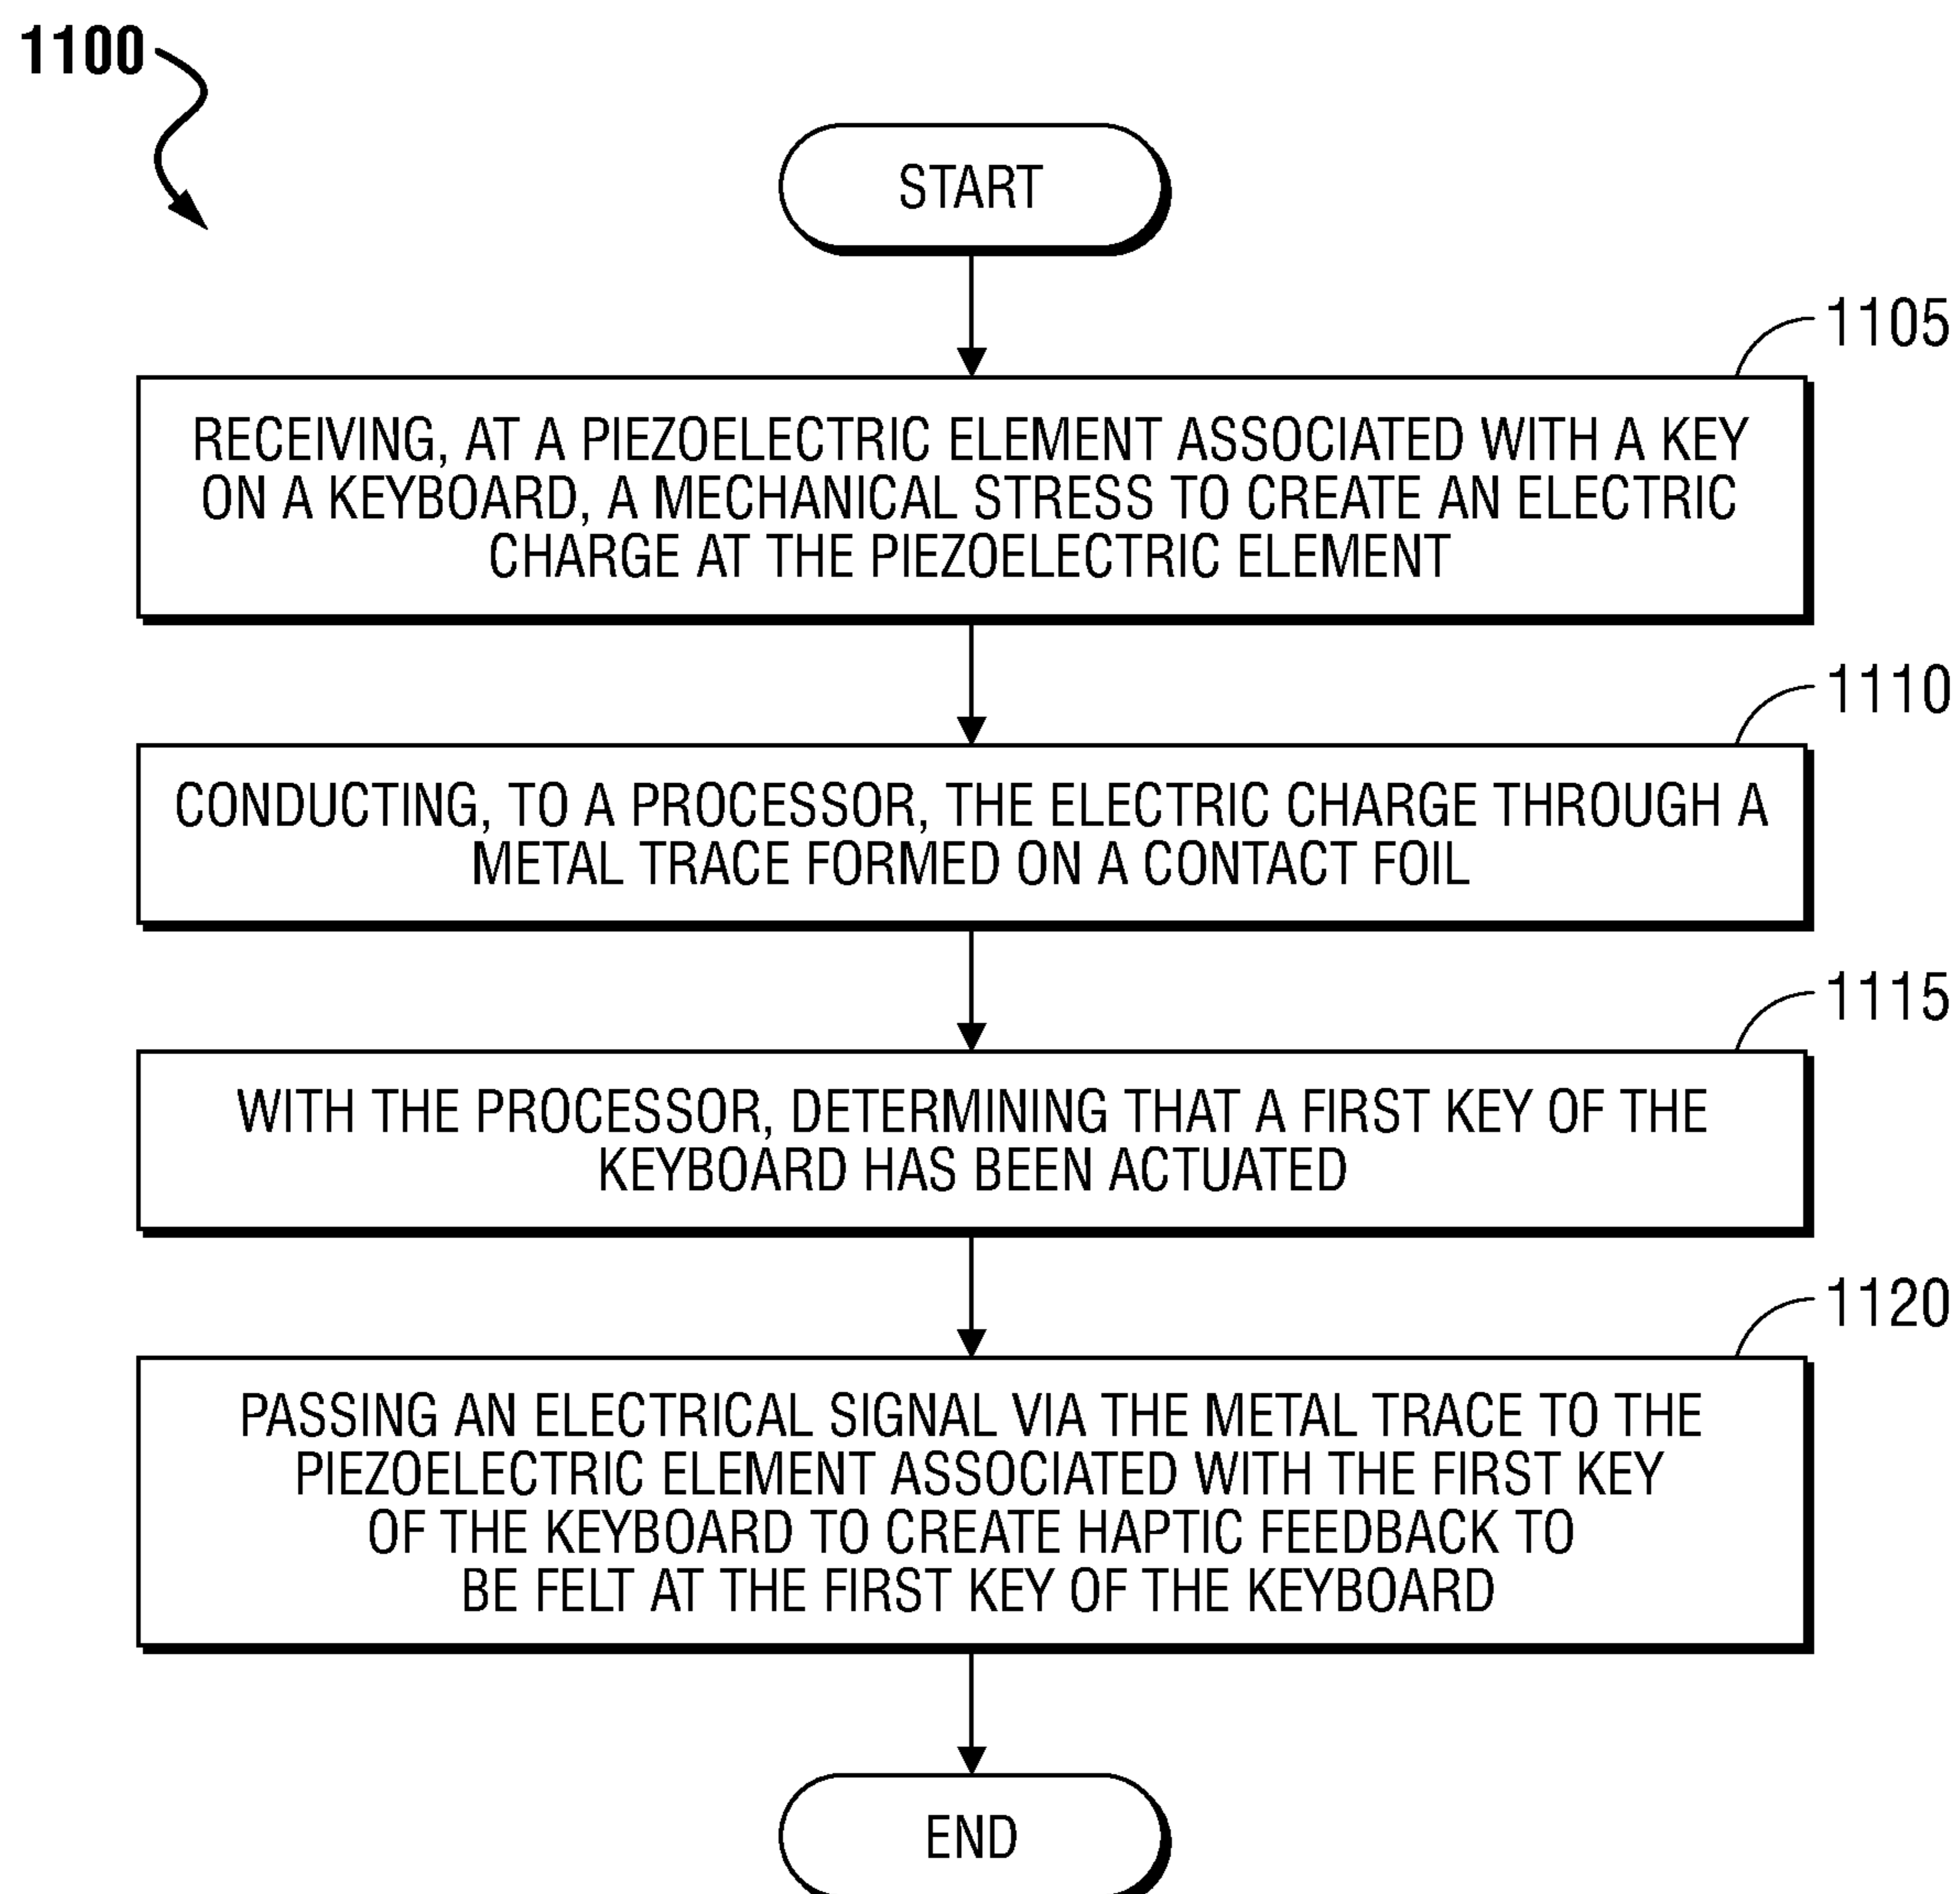 1100
START
1105
RECEIVING, AT A PIEZOELECTRIC ELEMENT ASSOCIATED WITH A KEY
ON A KEYBOARD, A MECHANICAL STRESS TO CREATE AN ELECTRIC
CHARGE AT THE PIEZOELECTRIC ELEMENT
1110
CONDUCTING, TO A PROCESSOR, THE ELECTRIC CHARGE THROUGH A
METAL TRACE FORMED ON A CONTACT FOIL
1115
WITH THE PROCESSOR, DETERMINING THAT A FIRST KEY OF THE
KEYBOARD HAS BEEN ACTUATED
1120
PASSING AN ELECTRICAL SIGNAL VIA THE METAL TRACE TO THE
PIEZOELECTRIC ELEMENT ASSOCIATED WITH THE FIRST KEY
OF THE KEYBOARD TO CREATE HAPTIC FEEDBACK TO
BE FELT AT THE FIRST KEY OF THE KEYBOARD
END